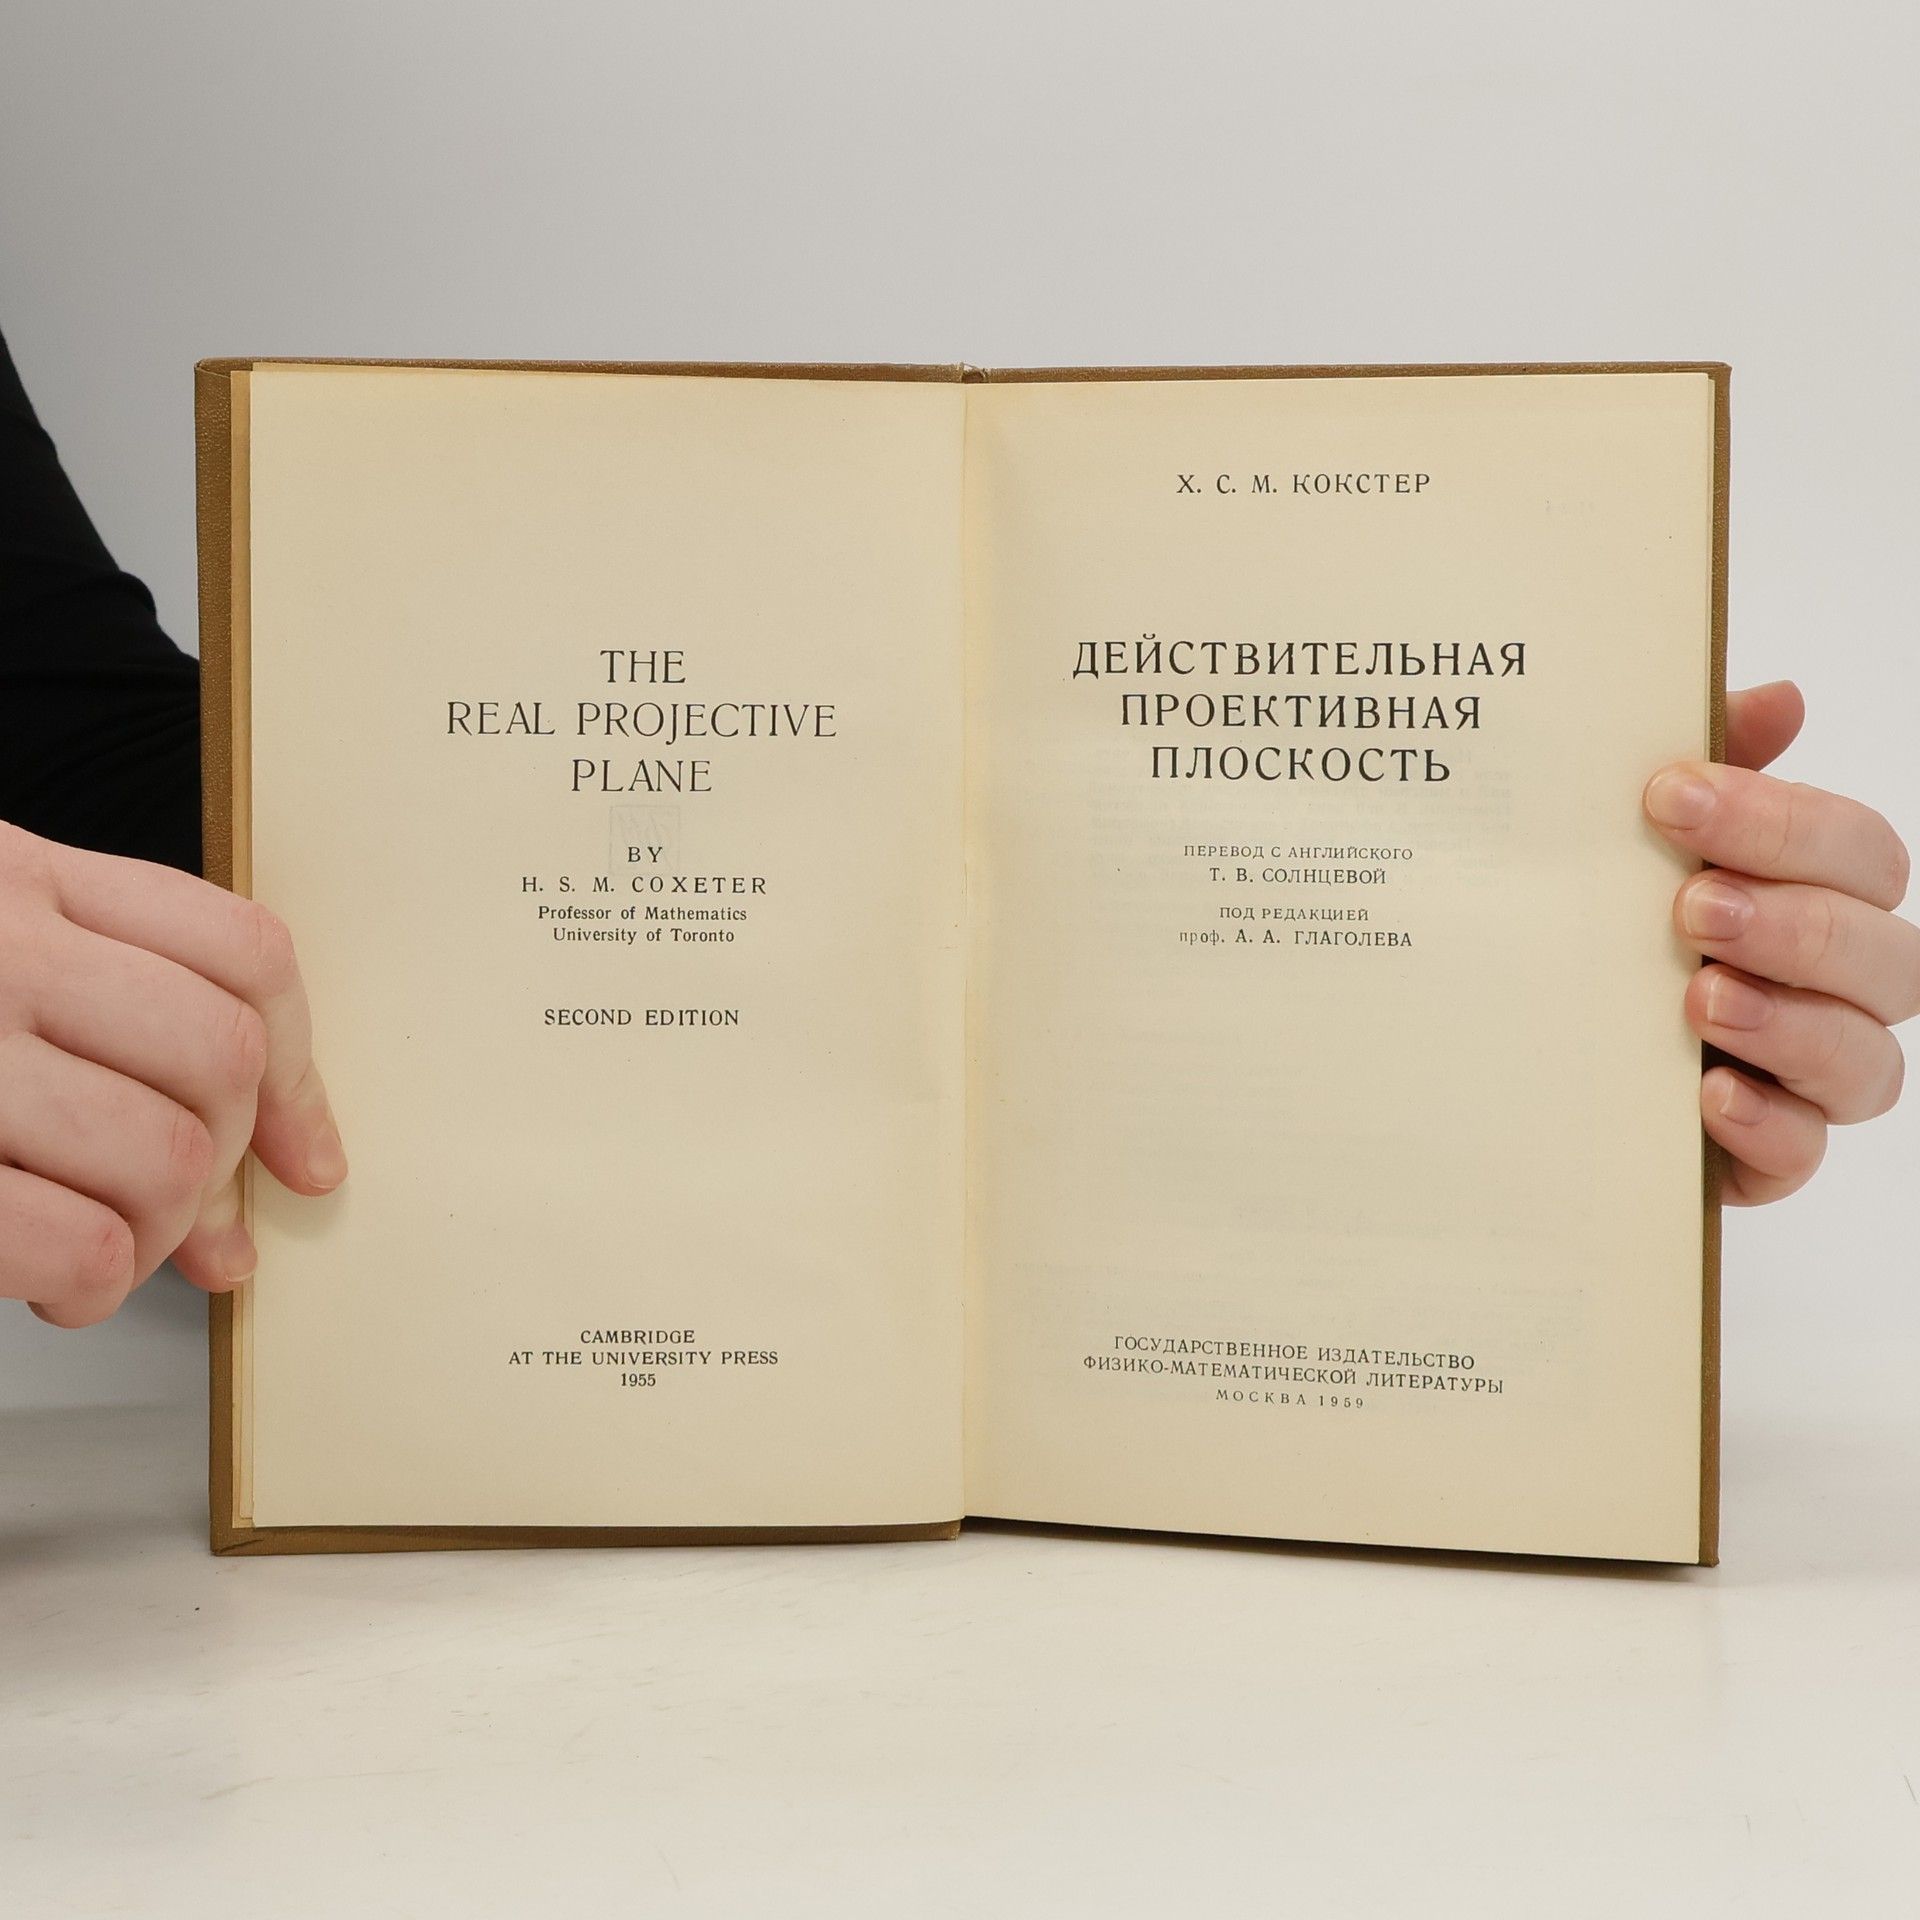 THE
REAL PROJECTIVE
PLANE
BY
H. S. M. COXETER
Professor of Mathematics
University of Toronto
SECOND EDITION
CAMBRIDGE
AT THE UNIVERSITY PRESS
1955
Х. С. М. КОКСТЕР
ДЕЙСТВИТЕЛЬНАЯ
ПРОЕКТИВНАЯ
ПЛОСКОСТЬ
ПЕРЕВОД С АНГЛИЙСКОГО
Т. В. СОЛНЦЕВОЙ
ПОД РЕДАКЦИЕЙ
проф. А. А. ГЛАГОЛЕВА
ГОСУДАРСТВЕННОЕ ИЗДАТЕЛЬСТВО
ФИЗИКО-МАТЕМАТИЧЕСКОЙ ЛИТЕРАТУРЫ
МОСКВА 1959